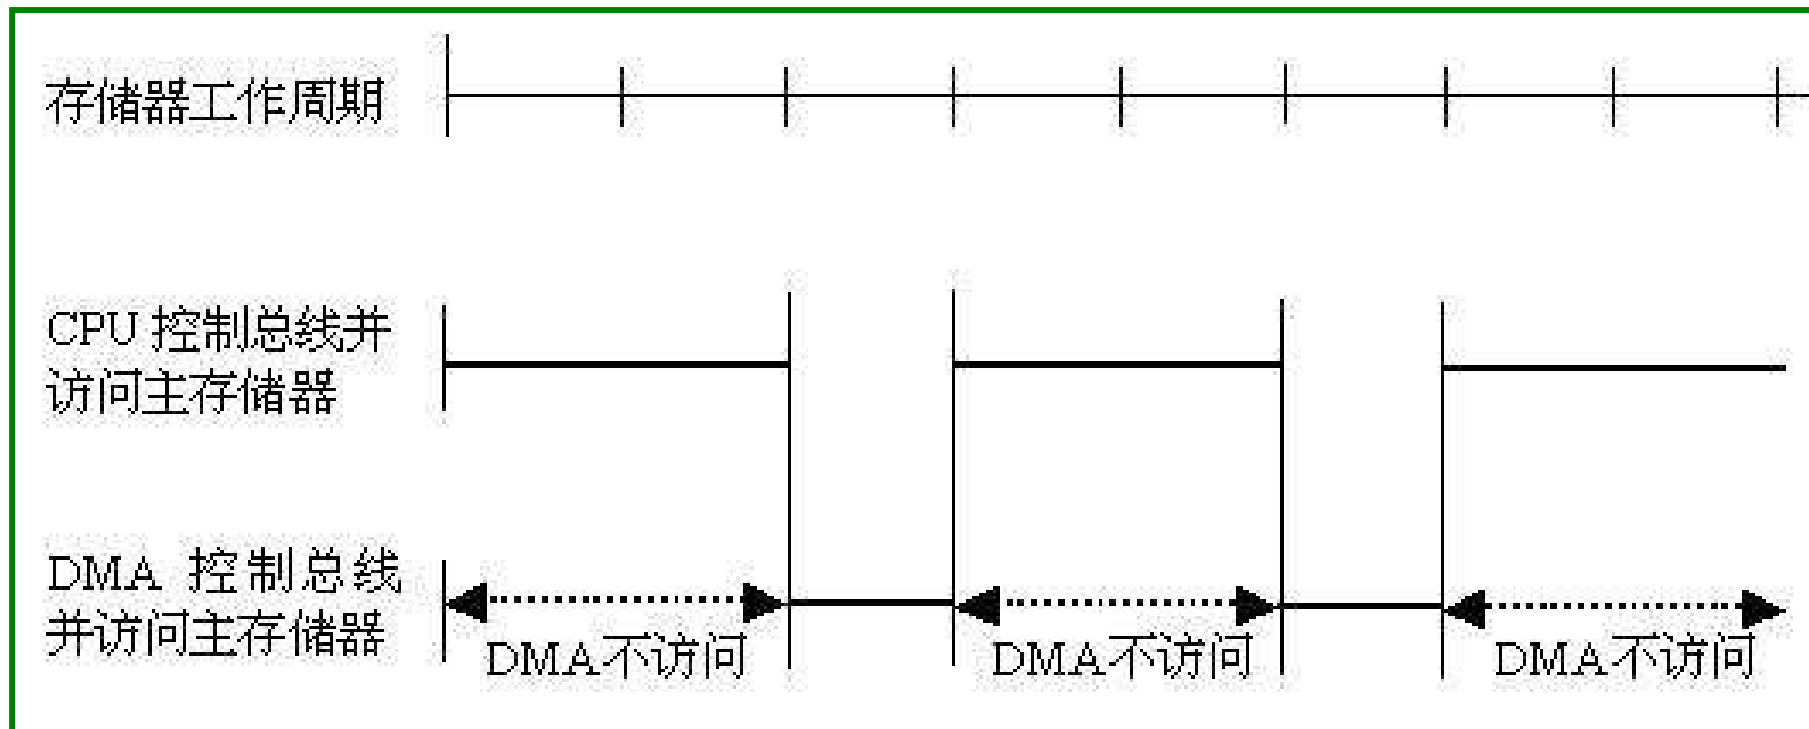 存储器工作周期
CPU 控制总线并
访问主存储器
DMA 控制总线
并访问主存储器
DMA不访问
DMA不访问
DMA不访问